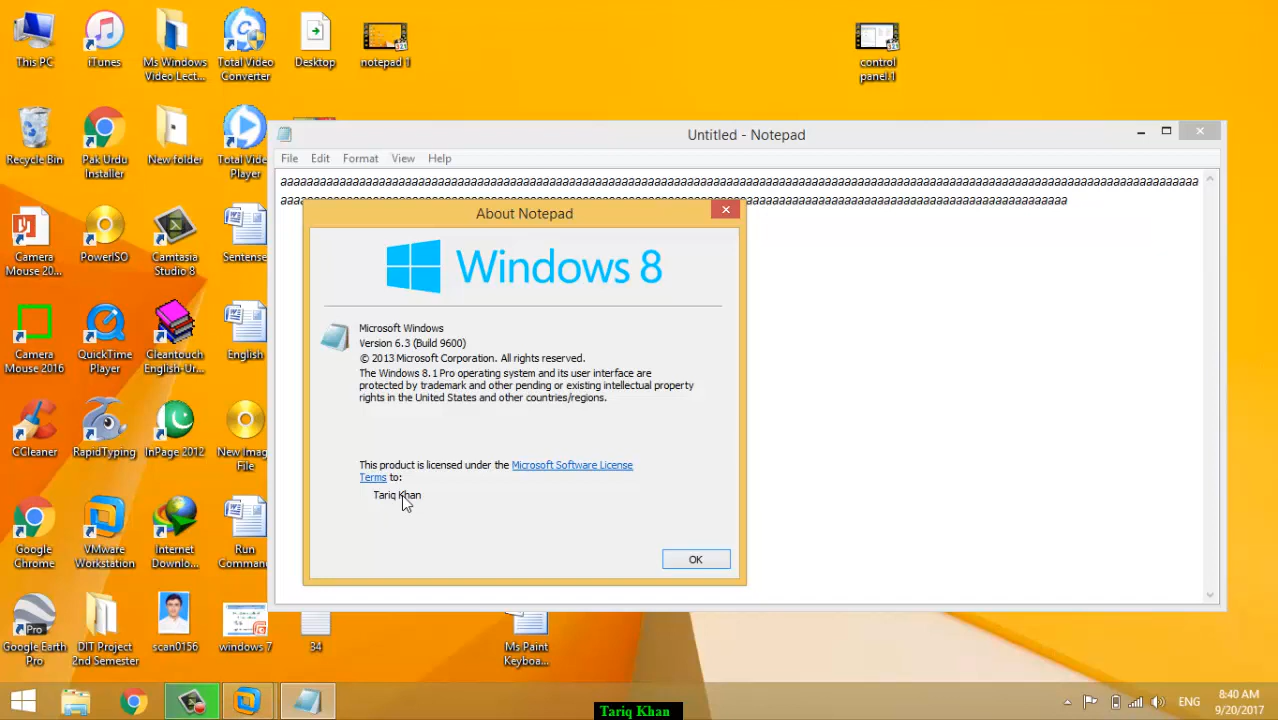 This PC
iTunes
Ms Windows
Video Lect...
Total Video
Converter
Desktop
notepad 1
control
panel.1
Recycle Bin
Pak Urdu
Installer
New folder
Total Vide
Player
Camera
Mouse 20...
PowerISO
Camtasia
Studio 8
Sentense
Camera
Mouse 2016
QuickTime
Player
Cleantouch
English-Ur...
English
CCleaner
RapidTyping
InPage 2012
New Imag
File
Google
Chrome
VMware
Workstation
Internet
Downlo...
Run
Comman
Google Earth
Pro
DIT Project
2nd Semester
scan0156
windows 7
34
Ms Paint
Keyboa...
Untitled - Notepad
File Edit Format View Help
About Notepad
Windows 8
Microsoft Windows
Version 6.3 (Build 9600)
© 2013 Microsoft Corporation. All rights reserved.
The Windows 8.1 Pro operating system and its user interface are
protected by trademark and other pending or existing intellectual property
rights in the United States and other countries/regions.
This product is licensed under the Microsoft Software License
Terms to:
Tariq Khan
OK
Tariq Khan
ENG
8:40 AM
9/20/2017